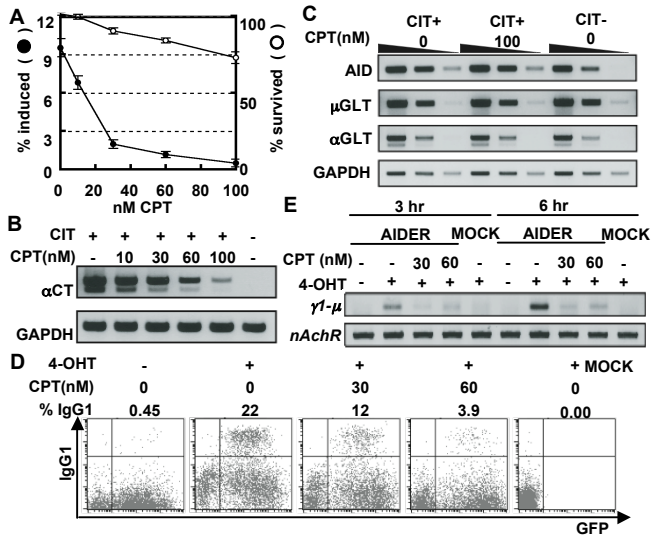 A
12
9
6
3
0
% induced (●)
100
50
0
% survived (○)
0 20 40 60 80 100
nM CPT
B
CIT + + + + + -
CPT(nM) - 10 30 60 100 -
αCT
GAPDH
C
CIT+ CIT+ CIT-
CPT(nM) 0 100 0
AID
μGLT
αGLT
GAPDH
E
3 hr 6 hr
AIDER MOCK AIDER MOCK
CPT (nM) - - 30 60 - - - 30 60 -
4-OHT - + + + + - + + + +
γ1-μ
nAchR
D
4-OHT - + + + + MOCK
CPT(nM) 0 0 30 60 0
% IgG1 0.45 22 12 3.9 0.00
IgG1
GFP